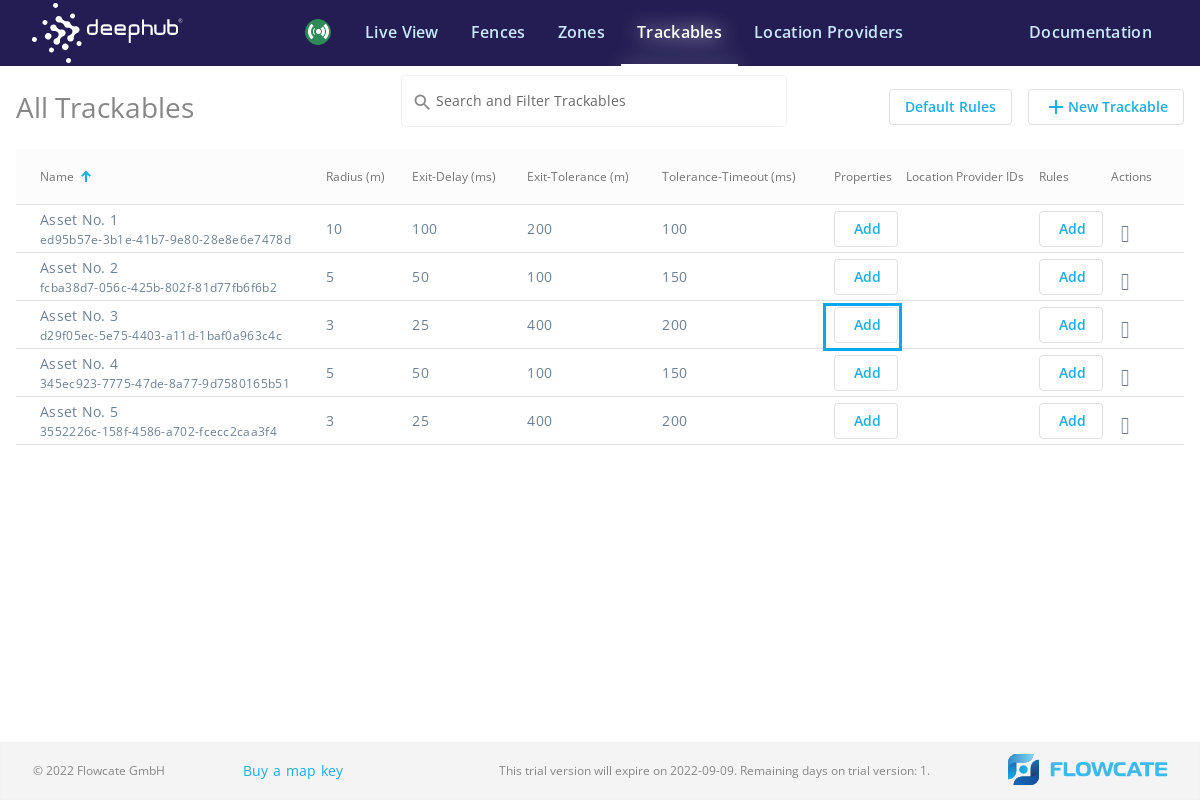 deephub®
Live View Fences Zones Trackables Location Providers Documentation
All Trackables
Search and Filter Trackables
Default Rules
New Trackable
Name Radius (m) Exit-Delay (ms) Exit-Tolerance (m) Tolerance-Timeout (ms) Properties Location Provider IDs Rules Actions
Asset No. 1
ed95b57e-3b1e-41b7-9e80-28e8e6e7478d
10 100 200 100 Add Add
Asset No. 2
fcba38d7-056c-425b-802f-81d77fb6f6b2
5 50 100 150 Add Add
Asset No. 3
d29f05ec-5e75-4403-a11d-1baf0a963c4c
3 25 400 200 Add Add
Asset No. 4
345ec923-7775-47de-8a77-9d7580165b51
5 50 100 150 Add Add
Asset No. 5
3552226c-158f-4586-a702-fcecc2caa3f4
3 25 400 200 Add Add
© 2022 Flowcate GmbH
Buy a map key
This trial version will expire on 2022-09-09. Remaining days on trial version: 1.
FLOWCATE